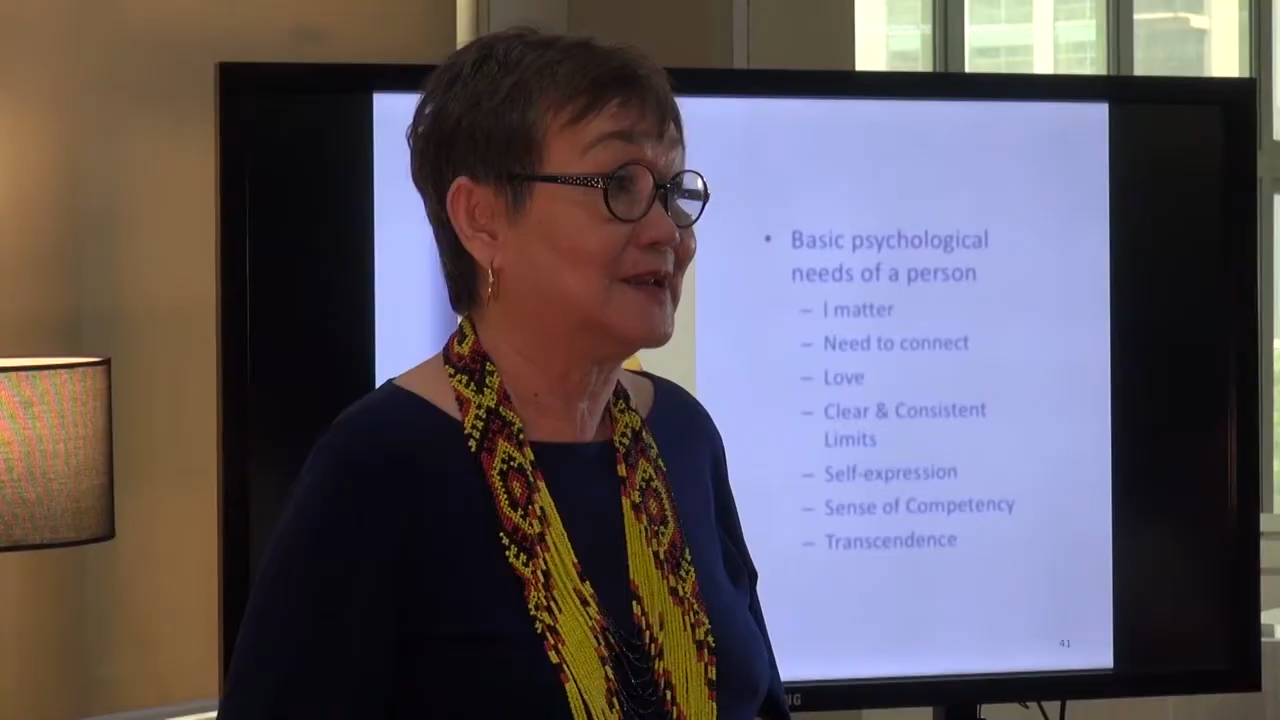 • Basic psychological
needs of a person
– I matter
– Need to connect
– Love
– Clear & Consistent
Limits
– Self-expression
– Sense of Competency
– Transcendence
41